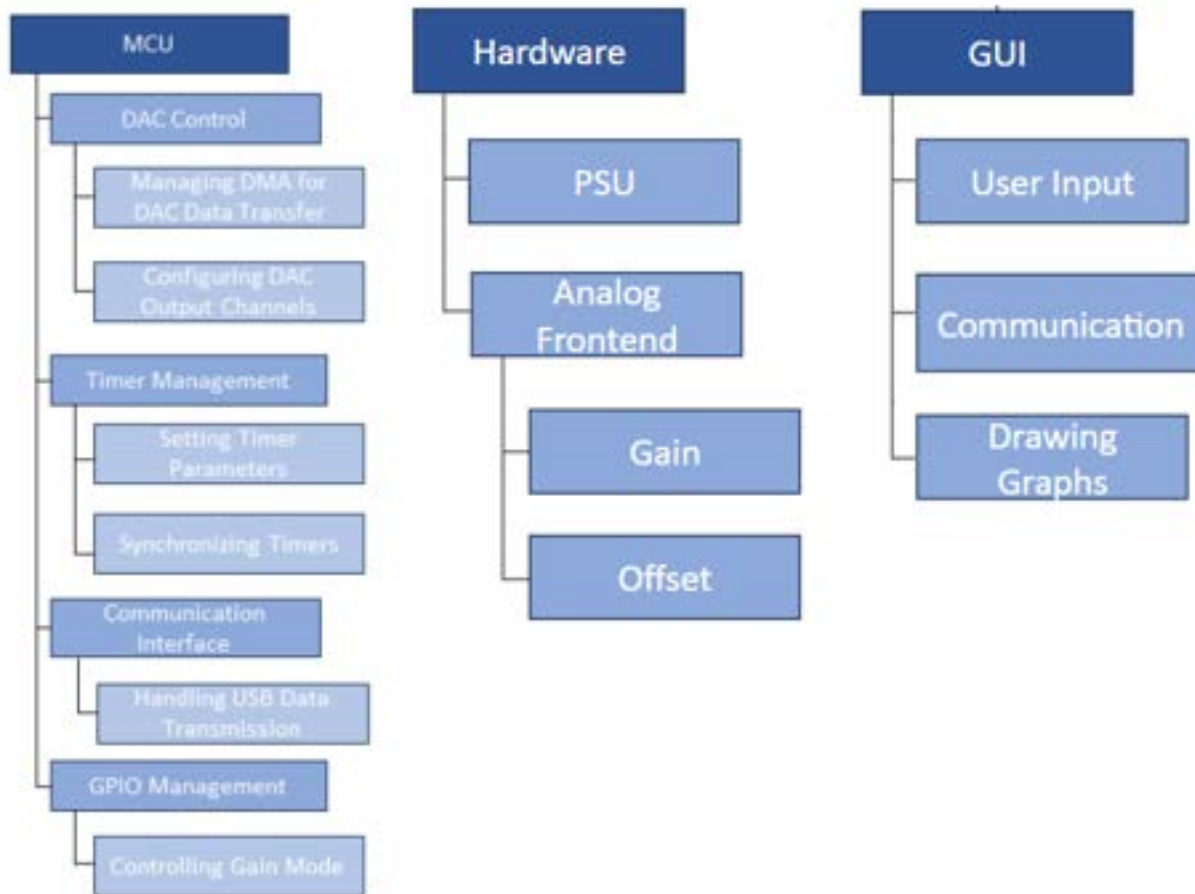 MCU
DAC Control
Managing DMA for
DAC Data Transfer
Configuring DAC
Output Channels
Timer Management
Setting Timer
Parameters
Synchronizing Timers
Communication
Interface
Handling USB Data
Transmission
GPIO Management
Controlling Gain Mode
Hardware
PSU
Analog
Frontend
Gain
Offset
GUI
User Input
Communication
Drawing
Graphs